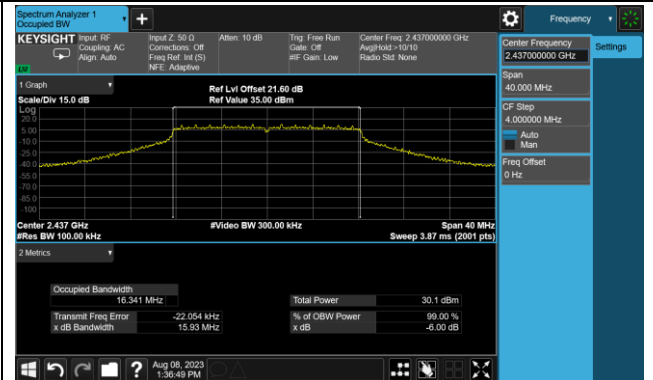 Spectrum Analyzer 1
Occupied BW
Frequency
KEYSIGHT
Input: RF
Coupling: AC
Align: Auto
Input Z: 50 Ω
Corrections: Off
Freq Ref: Int (S)
NFE: Adaptive
Atten: 10 dB
Trig: Free Run
Gate: Off
#IF Gain: Low
Center Freq: 2.437000000 GHz
Avg|Hold:>10/10
Radio Std: None
Center Frequency
2.437000000 GHz
Settings
Span
40.000 MHz
CF Step
4.000000 MHz
Auto
Man
Freq Offset
0 Hz
1 Graph
Scale/Div 15.0 dB
Ref Lvl Offset 21.60 dB
Ref Value 35.00 dBm
Log
20.0
5.00
-10.0
-25.0
-40.0
-55.0
-70.0
-85.0
-100
Center 2.437 GHz
#Video BW 300.00 kHz
Span 40 MHz
#Res BW 100.00 kHz
Sweep 3.87 ms (2001 pts)
2 Metrics
Occupied Bandwidth
16.341 MHz
Total Power
30.1 dBm
Transmit Freq Error
-22.054 kHz
% of OBW Power
99.00 %
x dB Bandwidth
15.93 MHz
x dB
-6.00 dB
Aug 08, 2023
1:36:49 PM